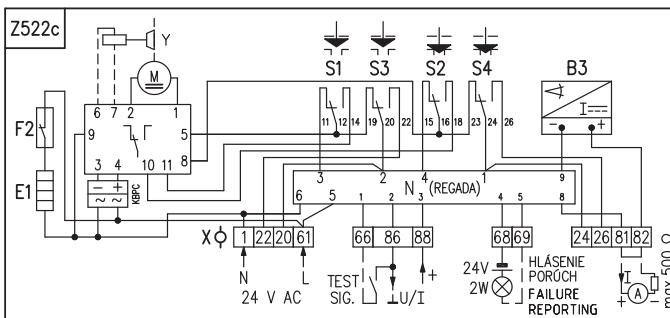 Z522c
Y
S1 S3 S2 S4 B3
M
6 7 2 1
I
- +
F2
9 5
11 12 14 19 20 22 15 16 18 23 24 26
8
3 4 10 11
- +
~ ~
KBPC
E1
3 2 4 1 9
N (REGADA)
6 5 1 2 3 4 5 8
X 1 22 20 61 66 86 88 68 69 24 26 81 82
N L
24 V AC
TEST
SIG.
U/I
+
24V
2W
HLÁSENIE
PORÚCH
FAILURE
REPORTING
I
A
max 500 Ω